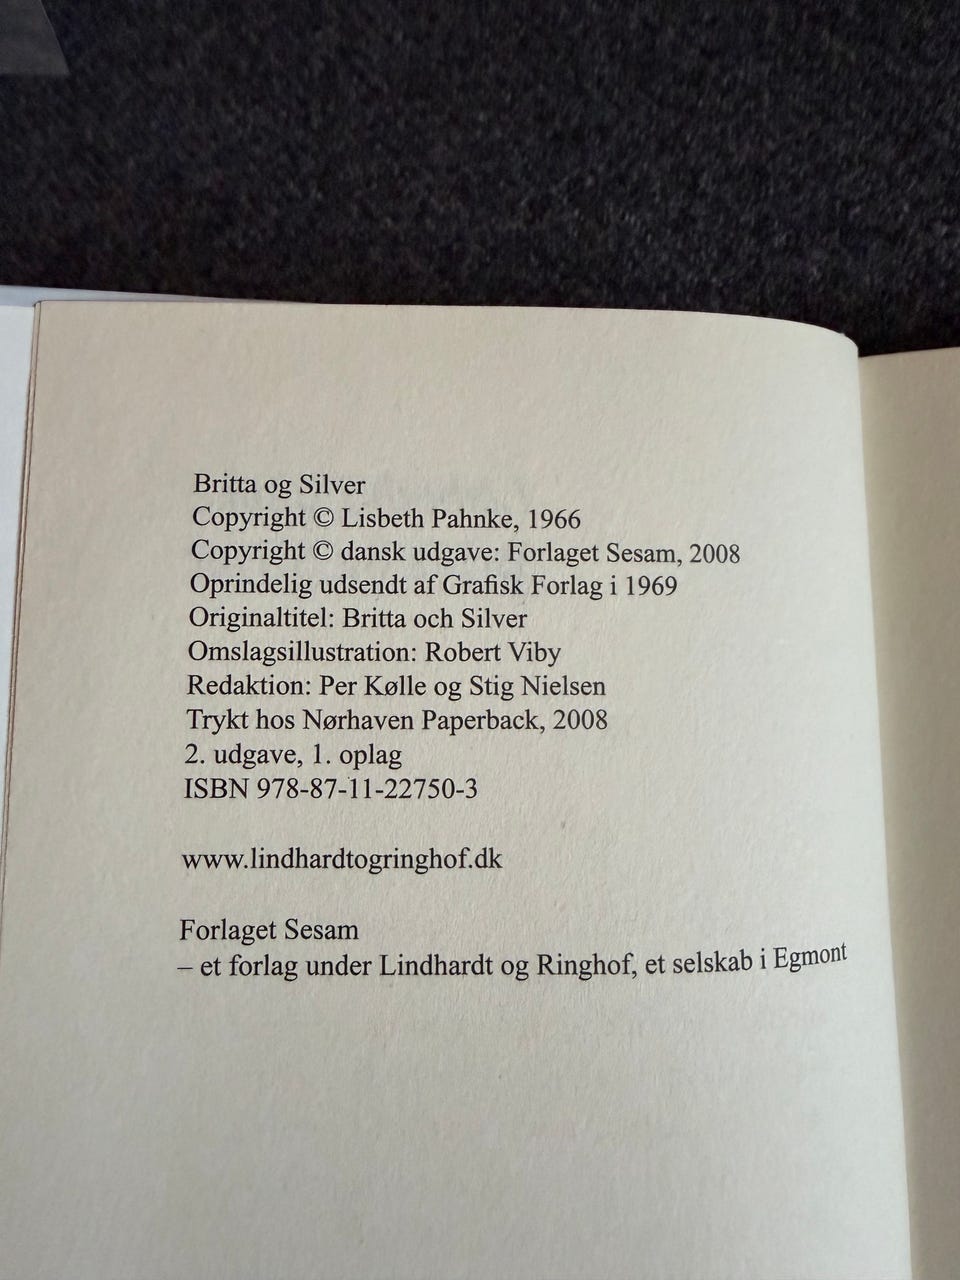 Britta og Silver
Copyright © Lisbeth Pahnke, 1966
Copyright © dansk udgave: Forlaget Sesam, 2008
Oprindelig udsendt af Grafisk Forlag i 1969
Originaltitel: Britta och Silver
Omslagsillustration: Robert Viby
Redaktion: Per Kølle og Stig Nielsen
Trykt hos Nørhaven Paperback, 2008
2. udgave, 1. oplag
ISBN 978-87-11-22750-3
www.lindhardtogringhof.dk
Forlaget Sesam
– et forlag under Lindhardt og Ringhof, et selskab i Egmont